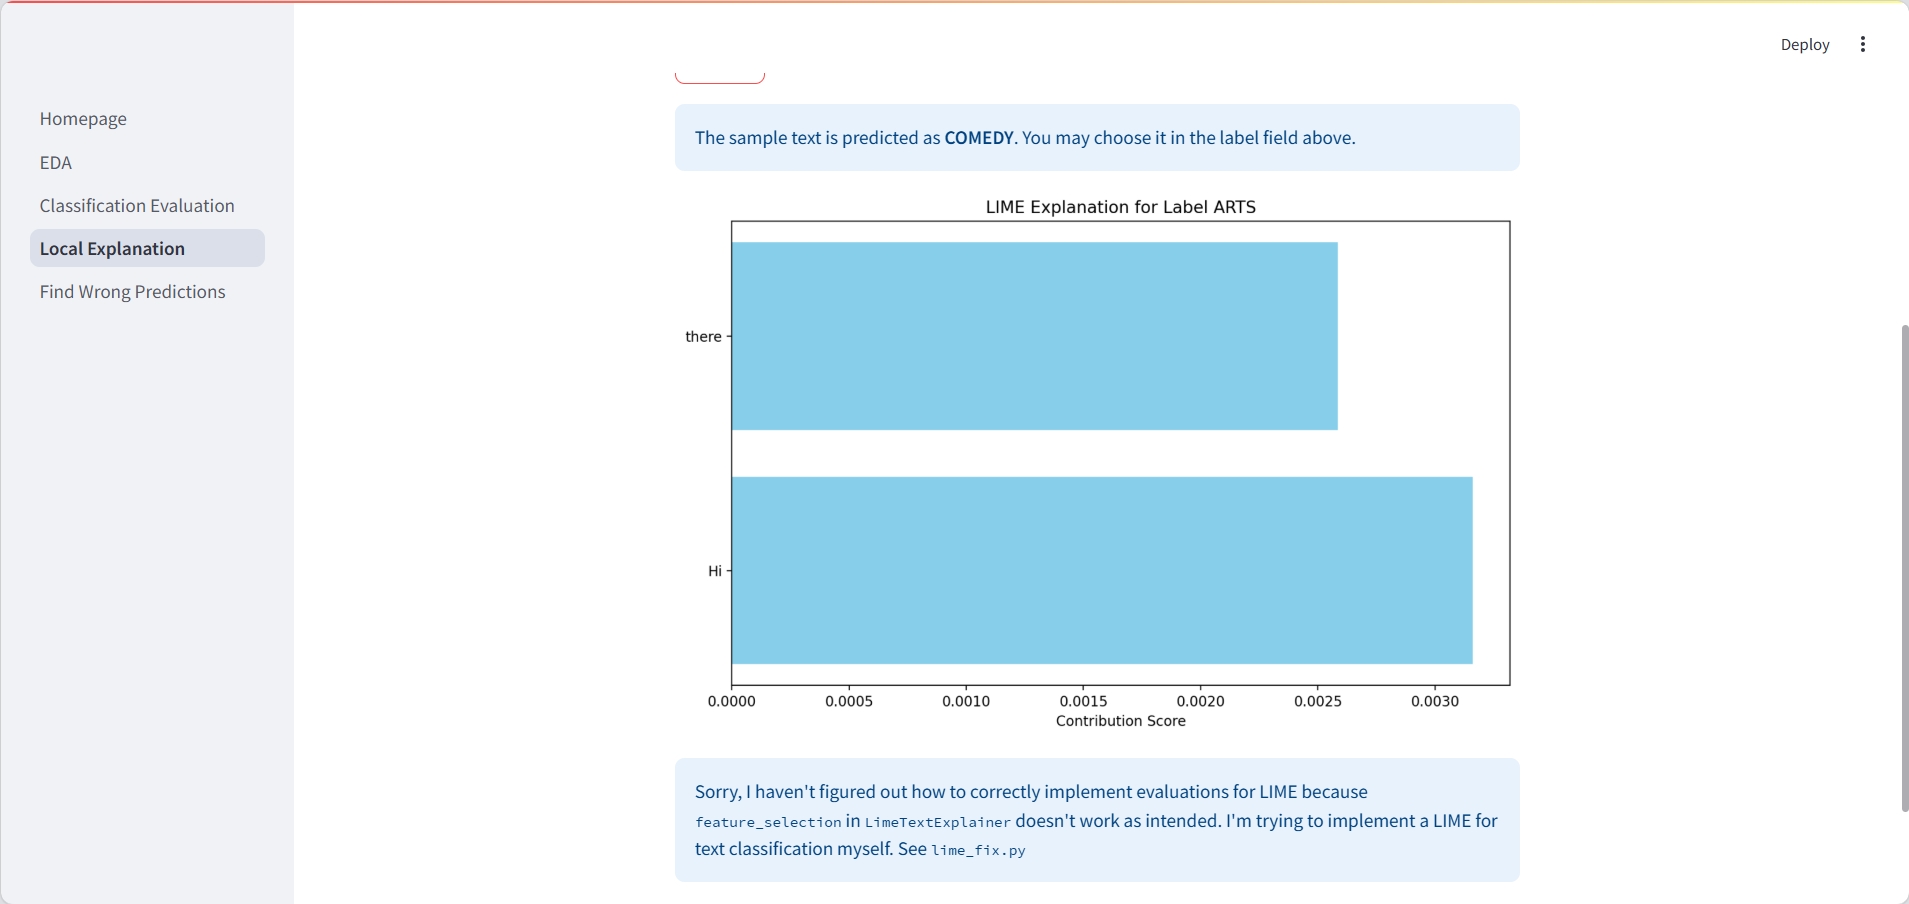 Deploy
Homepage
EDA
Classification Evaluation
Local Explanation
Find Wrong Predictions
The sample text is predicted as COMEDY. You may choose it in the label field above.
LIME Explanation for Label ARTS
there
Hi
0.0000 0.0005 0.0010 0.0015 0.0020 0.0025 0.0030
Contribution Score
Sorry, I haven't figured out how to correctly implement evaluations for LIME because
feature_selection in LimeTextExplainer doesn't work as intended. I'm trying to implement a LIME for
text classification myself. See lime_fix.py